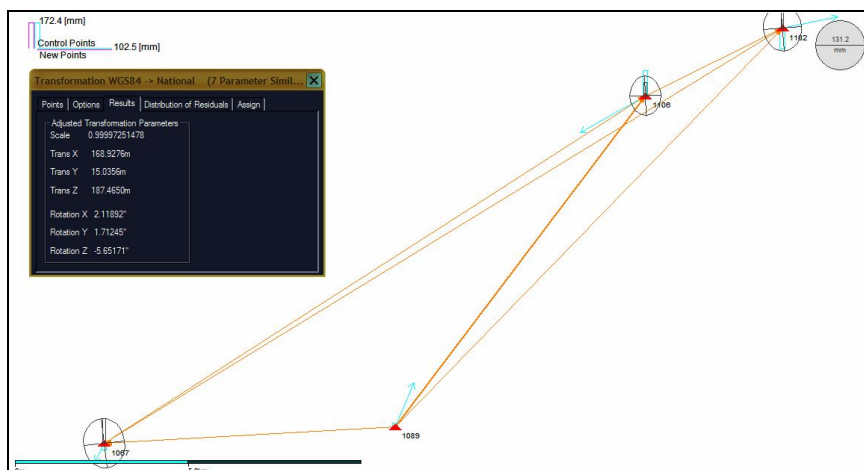 172.4 [mm]
Control Points
102.5 [mm]
New Points
Transformation WGS84 -> National (7 Parameter Simil...
Points
Options
Results
Distribution of Residuals
Assign
Adjusted Transformation Parameters
Scale 0.99997251478
Trans X 168.9276m
Trans Y 15.0356m
Trans Z 187.4650m
Rotation X 2.11892"
Rotation Y 1.71245"
Rotation Z -5.65171"
1102
131.2
mm
1106
1089
1067